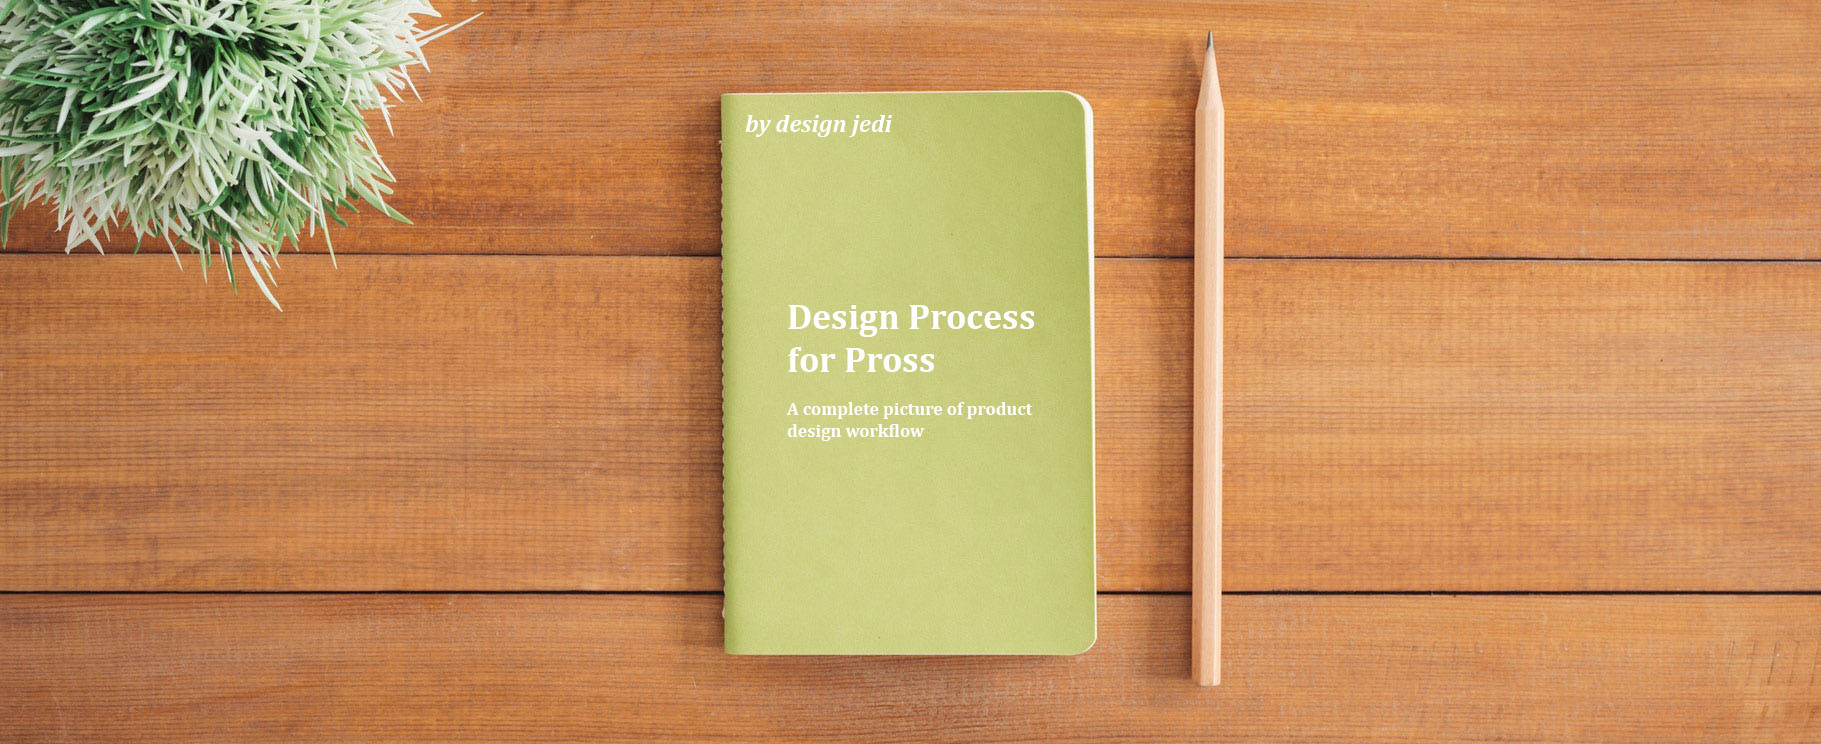 by design jedi
Design Process
for Pross
A complete picture of product
design workflow